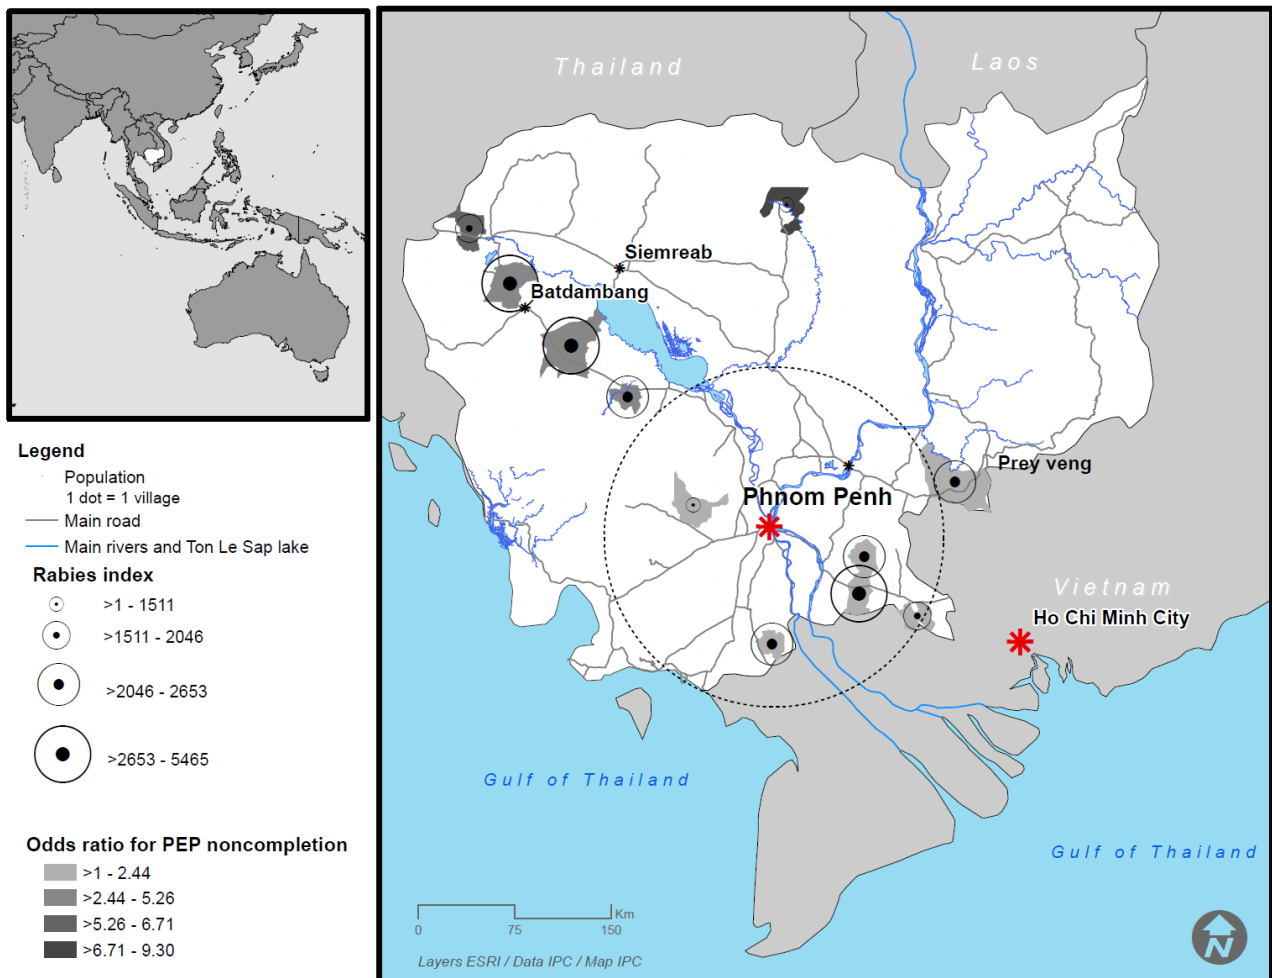 Legend
Population
1 dot = 1 village
Main road
Main rivers and Ton Le Sap lake
Rabies index
>1 - 1511
>1511 - 2046
>2046 - 2653
>2653 - 5465
Odds ratio for PEP noncompletion
>1 - 2.44
>2.44 - 5.26
>5.26 - 6.71
>6.71 - 9.30
Thailand
Laos
Siemreab
Batdambang
Prey veng
Phnom Penh
Vietnam
Ho Chi Minh City
Gulf of Thailand
Gulf of Thailand
Km
0 75 150
Layers ESRI / Data IPC / Map IPC
N